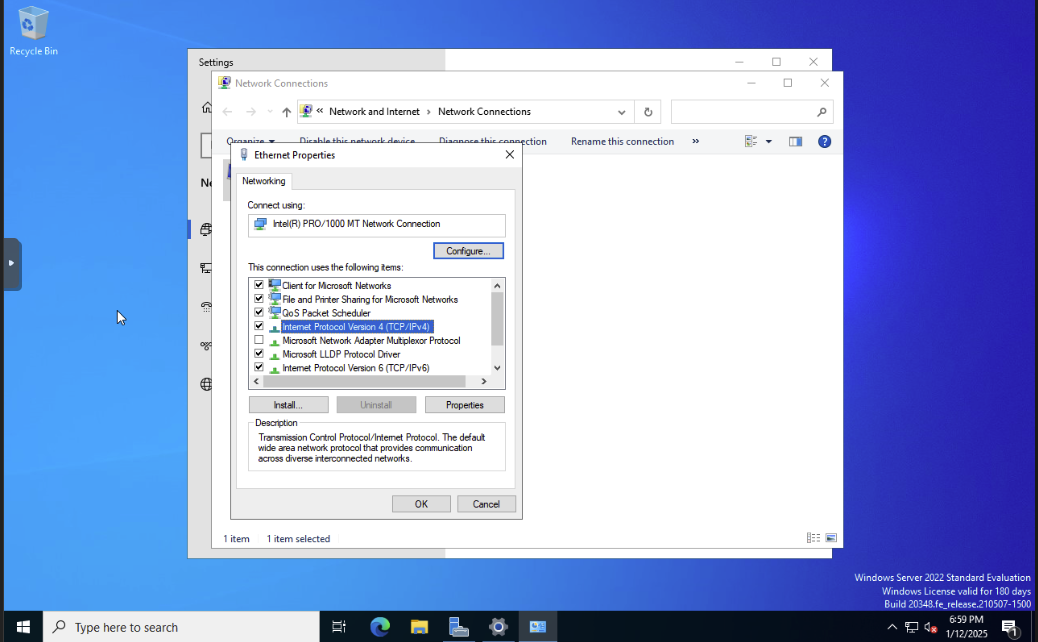 Recycle Bin
Settings
Network Connections
« Network and Internet › Network Connections
Organize Disable this network device Diagnose this connection Rename this connection »
Ethernet Properties
Networking
Connect using:
Intel(R) PRO/1000 MT Network Connection
Configure...
This connection uses the following items:
Client for Microsoft Networks
File and Printer Sharing for Microsoft Networks
QoS Packet Scheduler
Internet Protocol Version 4 (TCP/IPv4)
Microsoft Network Adapter Multiplexor Protocol
Microsoft LLDP Protocol Driver
Internet Protocol Version 6 (TCP/IPv6)
Install... Uninstall Properties
Description
Transmission Control Protocol/Internet Protocol. The default
wide area network protocol that provides communication
across diverse interconnected networks.
OK Cancel
1 item 1 item selected
Windows Server 2022 Standard Evaluation
Windows License valid for 180 days
Build 20348.fe_release.210507-1500
Type here to search
6:59 PM
1/12/2025
1